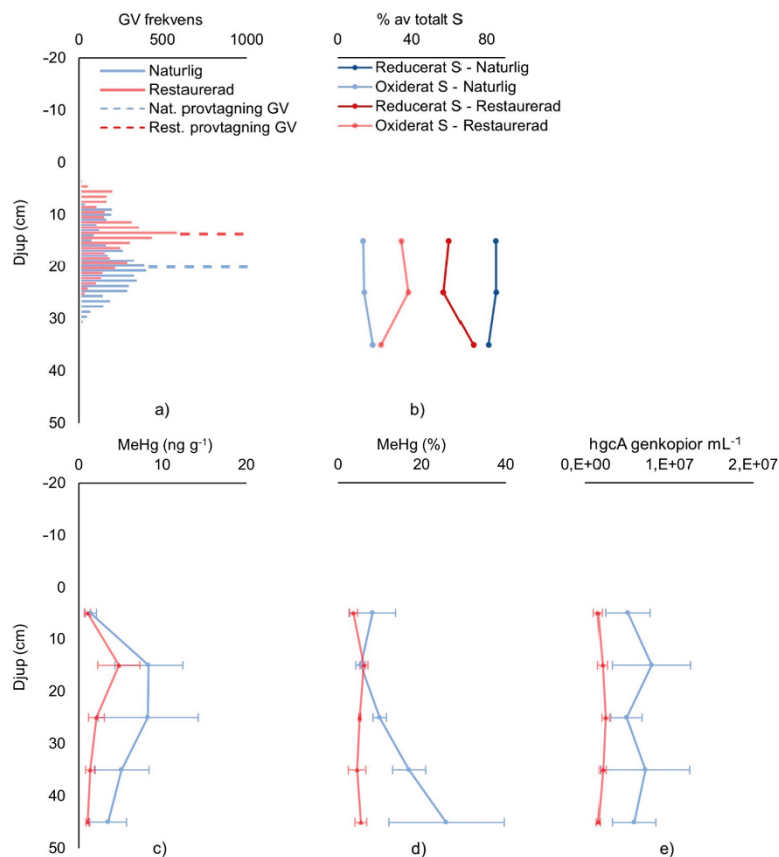 GV frekvens
0 500 1000
% av totalt S
0 40 80
Naturlig
Restaurerad
Nat. provtagning GV
Rest. provtagning GV
Reducerat S - Naturlig
Oxiderat S - Naturlig
Reducerat S - Restaurerad
Oxiderat S - Restaurerad
Djup (cm)
-20
-10
0
10
20
30
40
50
a)
b)
MeHg (ng g⁻¹)
0 10 20
MeHg (%)
0 20 40
hgcA genkopior mL⁻¹
0,E+00 1,E+07 2,E+07
Djup (cm)
-20
-10
0
10
20
30
40
50
c)
d)
e)